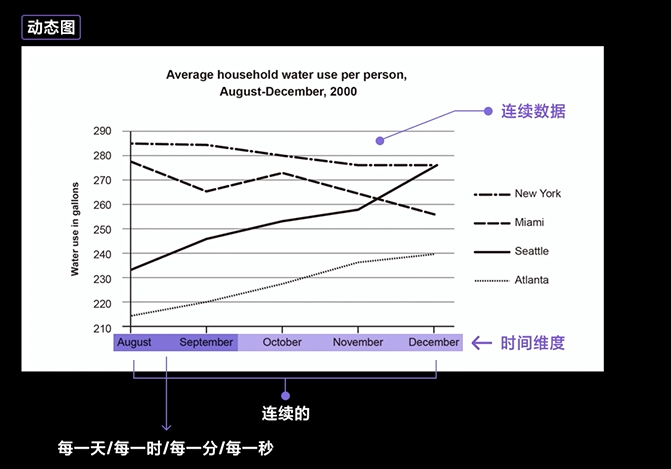 动态图
Average household water use per person,
August-December, 2000
连续数据
290
280
270
260
250
240
230
220
210
Water use in gallons
New York
Miami
Seattle
Atlanta
August September October November December
时间维度
连续的
每一天/每一时/每一分/每一秒